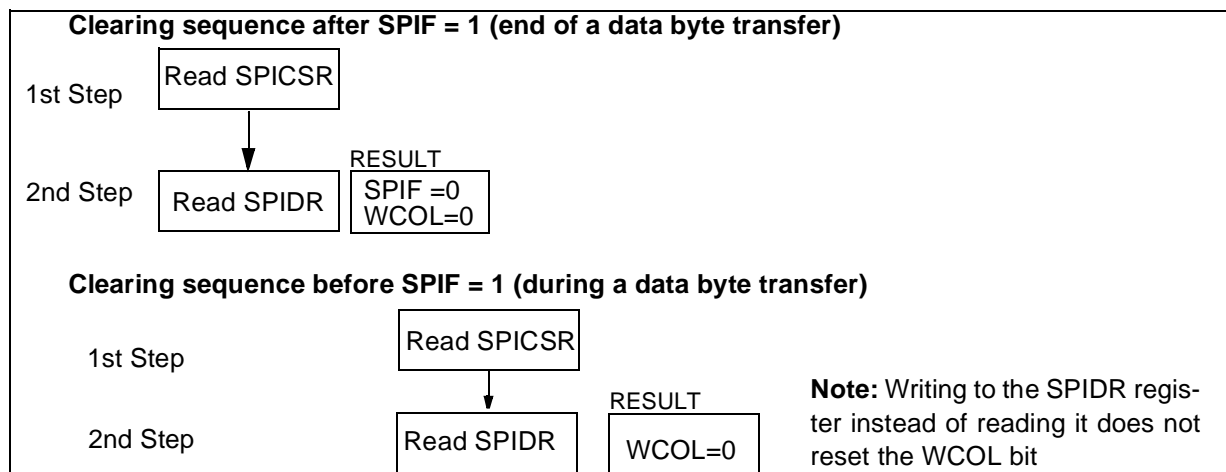 Clearing sequence after SPIF = 1 (end of a data byte transfer)
1st Step
Read SPICSR
2nd Step
Read SPIDR
RESULT
SPIF =0
WCOL=0
Clearing sequence before SPIF = 1 (during a data byte transfer)
1st Step
Read SPICSR
2nd Step
Read SPIDR
RESULT
WCOL=0
Note: Writing to the SPIDR regis-
ter instead of reading it does not
reset the WCOL bit